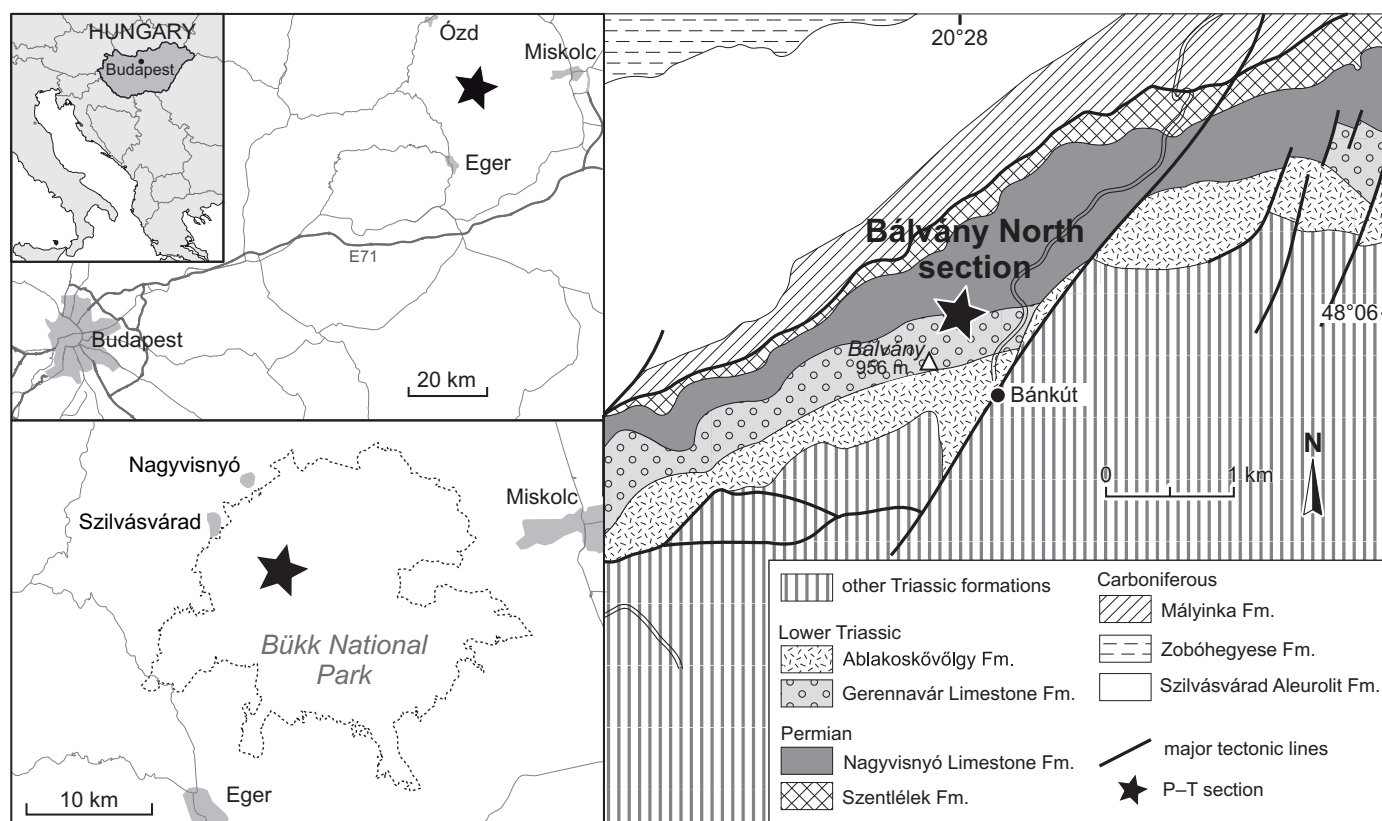 HUNGARY
Budapest
Ózd
Miskolc
Eger
E71
Budapest
20 km
Nagyvisnyó
Szilvásvárad
Miskolc
Bükk National
Park
Eger
10 km
20°28
Bálvány North
section
48°06
Bálvány
956 m
Bánkút
N
0 1 km
other Triassic formations
Lower Triassic
Ablakoskővőlgy Fm.
Gerennavár Limestone Fm.
Permian
Nagyvisnyó Limestone Fm.
Szentlélek Fm.
Carboniferous
Mályinka Fm.
Zobóhegyese Fm.
Szilvásvárad Aleurolit Fm.
major tectonic lines
P–T section